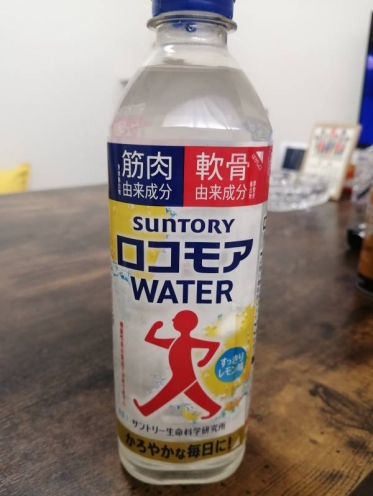 筋肉 軟骨
由来成分 由来成分
SUNTORY
ロコモア
WATER
すっきり
レモン味
サントリー生命科学研究所
かろやかな毎日に!